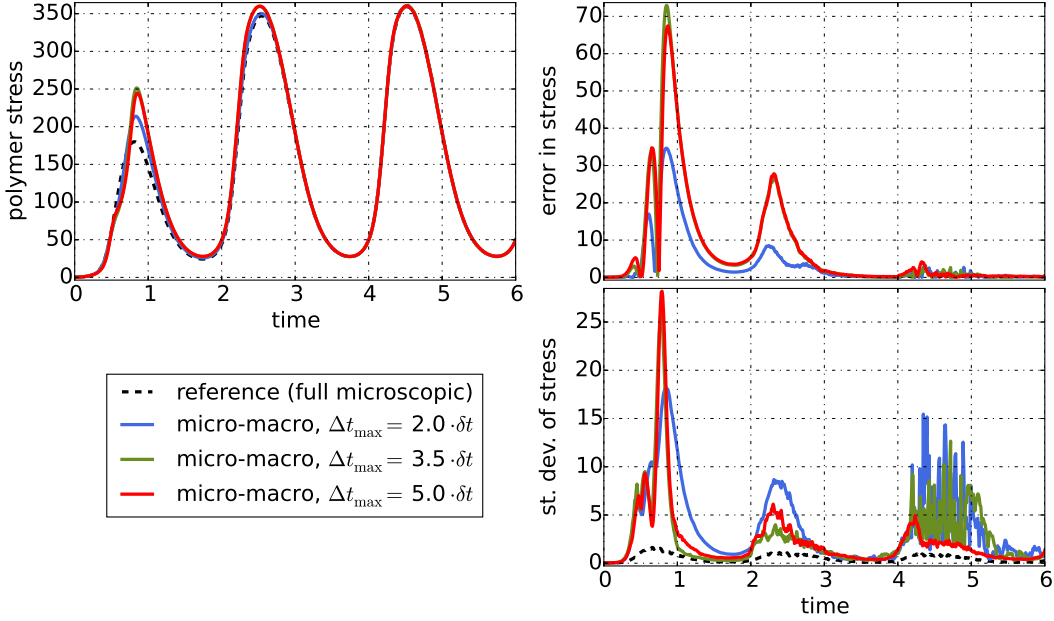 350
300
250
200
150
100
50
0
polymer stress
0 1 2 3 4 5 6
time
70
60
50
40
30
20
10
0
error in stress
25
20
15
10
5
0
st. dev. of stress
0 1 2 3 4 5 6
time
reference (full microscopic)
micro-macro, Δt_max = 2.0 · δt
micro-macro, Δt_max = 3.5 · δt
micro-macro, Δt_max = 5.0 · δt